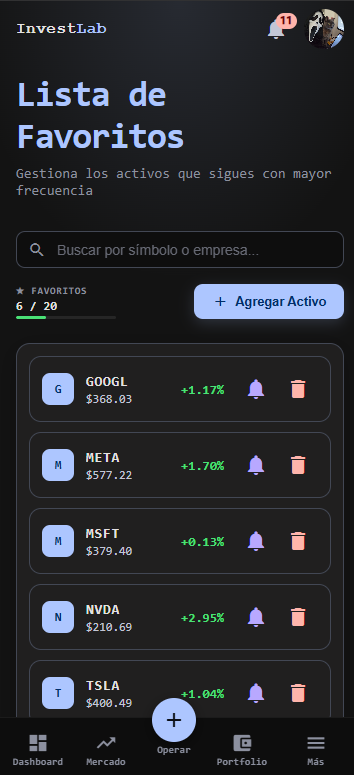 InvestLab
11
Lista de
Favoritos
Gestiona los activos que sigues con mayor
frecuencia
Buscar por símbolo o empresa...
FAVORITOS
6 / 20
+ Agregar Activo
G
GOOGL
$368.03
+1.17%
M
META
$577.22
+1.70%
M
MSFT
$379.40
+0.13%
N
NVDA
$210.69
+2.95%
T
TSLA
$400.49
+1.04%
Dashboard
Mercado
Operar
Portfolio
Más